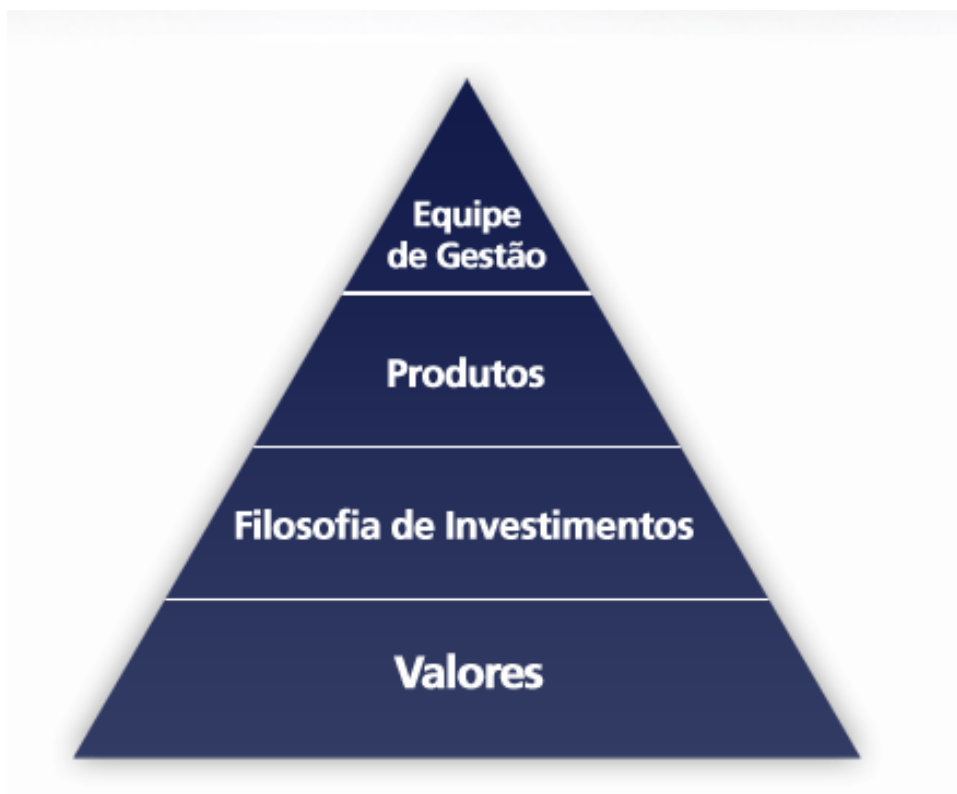 Equipe
de Gestão
Produtos
Filosofia de Investimentos
Valores